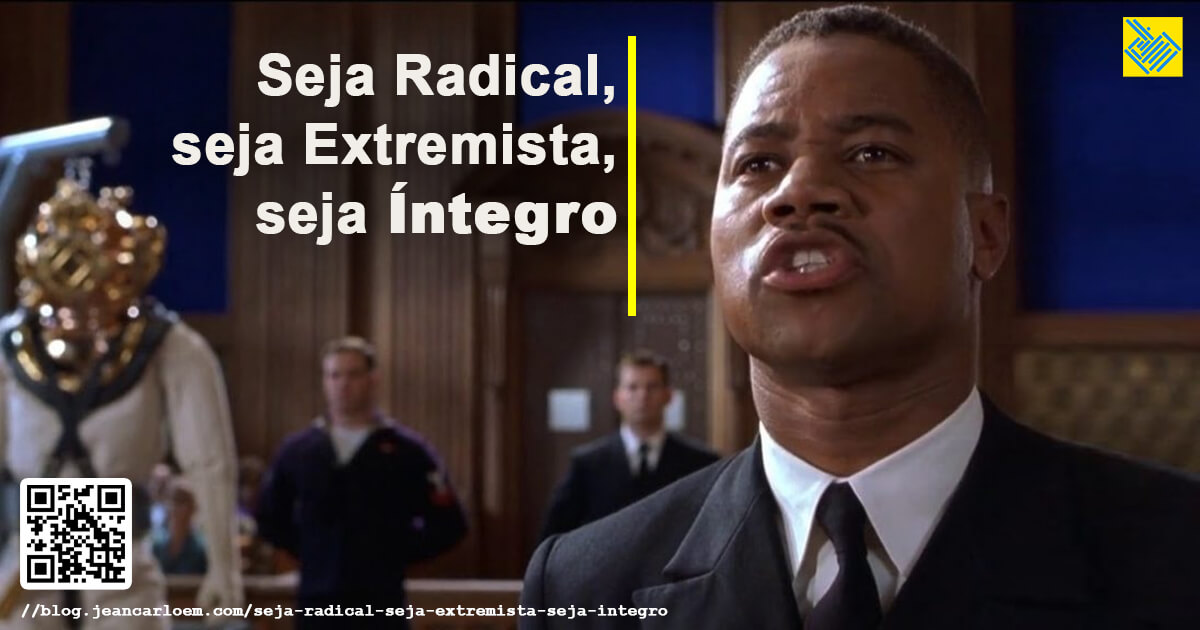 Seja Radical,
seja Extremista,
seja Íntegro
//blog.jeancarloem.com/seja-radical-seja-extremista-seja-integro